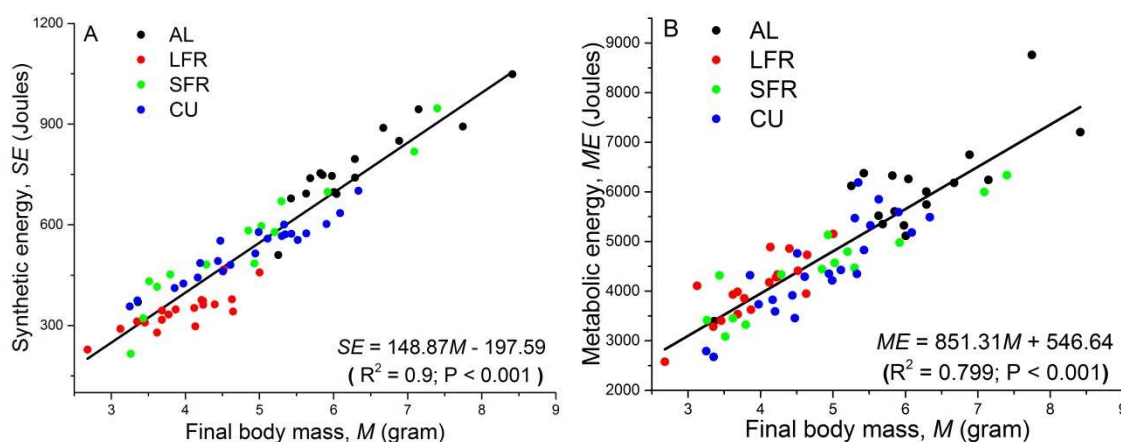 A
AL
LFR
SFR
CU
1200
900
600
300
Synthetic energy, SE (Joules)
SE = 148.87M - 197.59
( R² = 0.9; P < 0.001 )
3 4 5 6 7 8 9
Final body mass, M (gram)
B
AL
LFR
SFR
CU
9000
8000
7000
6000
5000
4000
3000
2000
Metabolic energy, ME (Joules)
ME = 851.31M + 546.64
(R² = 0.799; P < 0.001)
3 4 5 6 7 8 9
Final body mass, M (gram)